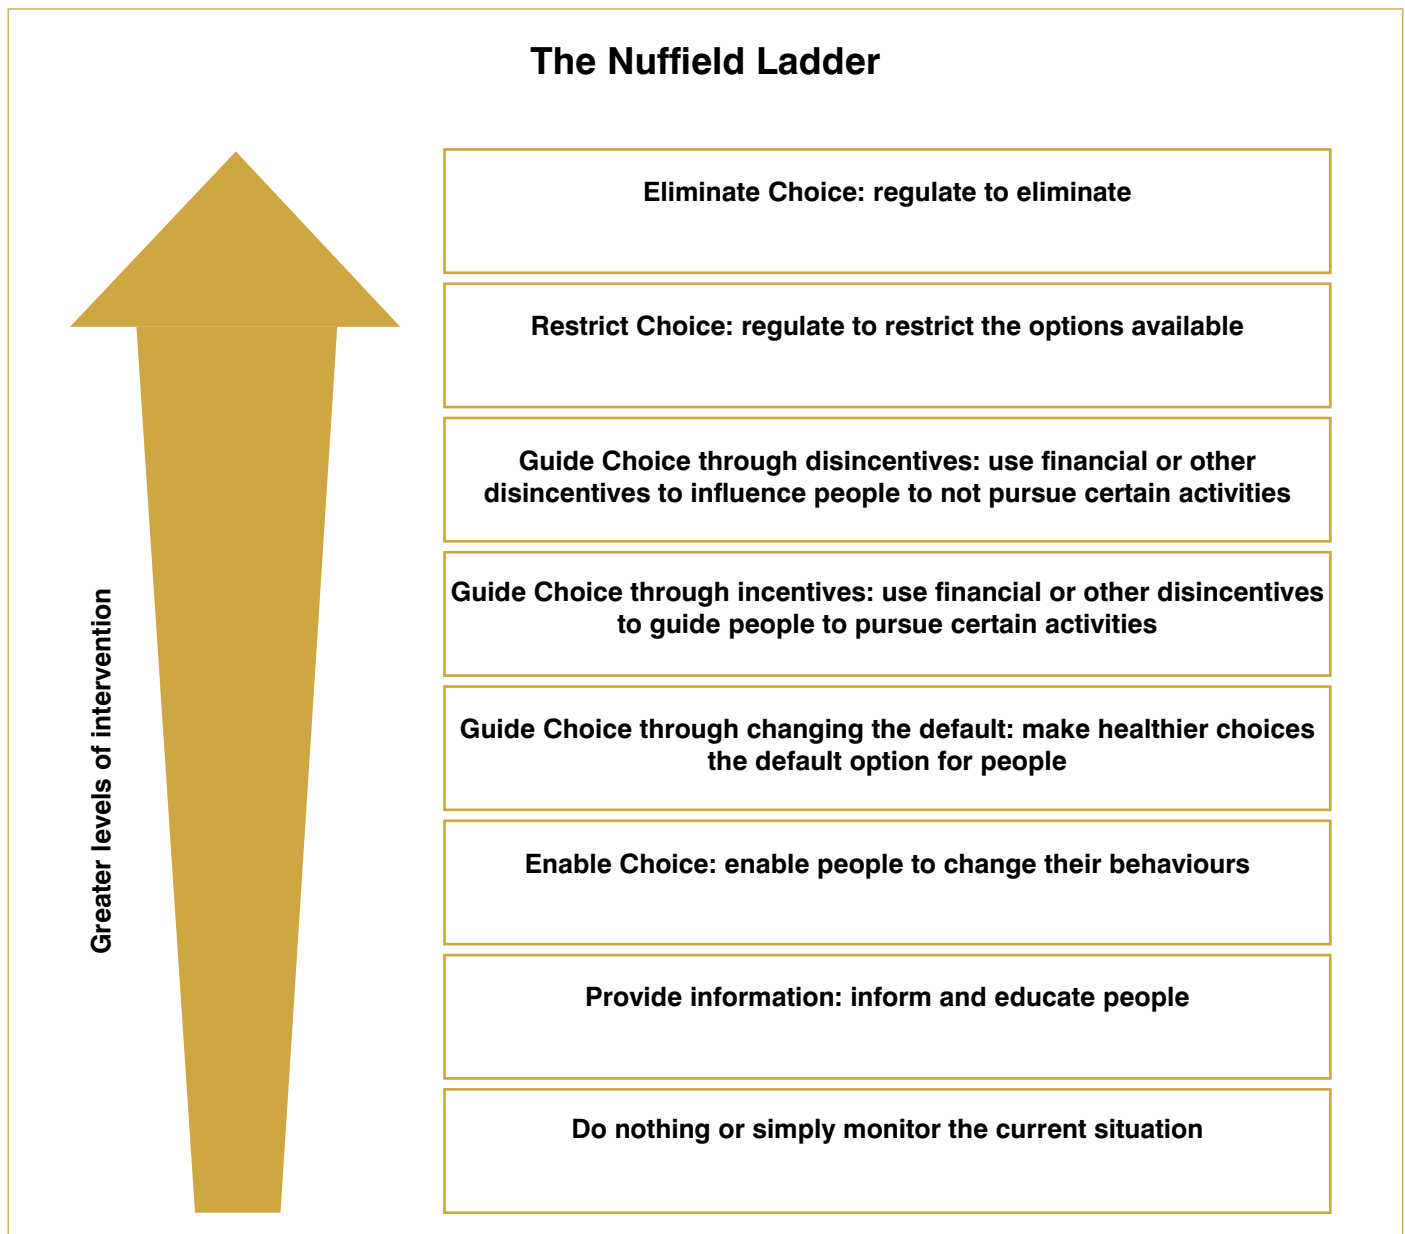 The Nuffield Ladder
Eliminate Choice: regulate to eliminate
Restrict Choice: regulate to restrict the options available
Guide Choice through disincentives: use financial or other
disincentives to influence people to not pursue certain activities
Guide Choice through incentives: use financial or other disincentives
to guide people to pursue certain activities
Guide Choice through changing the default: make healthier choices
the default option for people
Enable Choice: enable people to change their behaviours
Provide information: inform and educate people
Do nothing or simply monitor the current situation
Greater levels of intervention